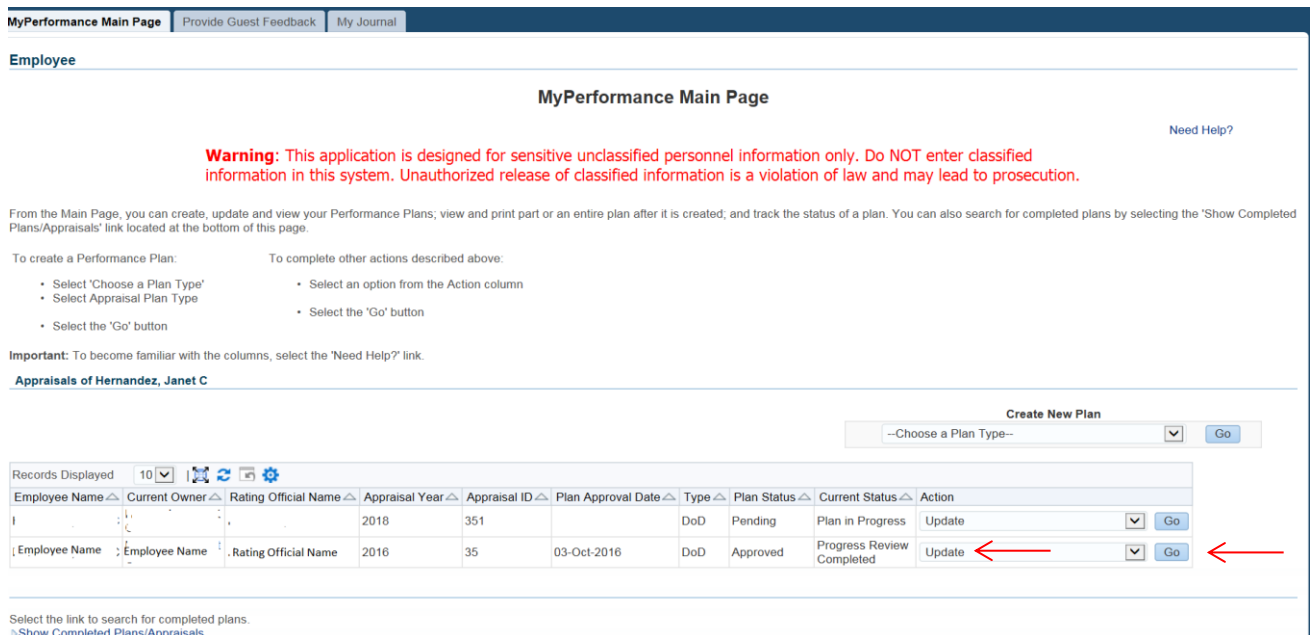 MyPerformance Main Page Provide Guest Feedback My Journal
Employee
MyPerformance Main Page
Need Help?
Warning: This application is designed for sensitive unclassified personnel information only. Do NOT enter classified
information in this system. Unauthorized release of classified information is a violation of law and may lead to prosecution.
From the Main Page, you can create, update and view your Performance Plans; view and print part or an entire plan after it is created; and track the status of a plan. You can also search for completed plans by selecting the 'Show Completed
Plans/Appraisals' link located at the bottom of this page.
To create a Performance Plan: To complete other actions described above:
• Select 'Choose a Plan Type' • Select an option from the Action column
• Select Appraisal Plan Type
• Select the 'Go' button
• Select the 'Go' button
Important: To become familiar with the columns, select the 'Need Help?' link.
Appraisals of Hernandez, Janet C
Create New Plan
--Choose a Plan Type-- Go
Records Displayed 10
Employee Name Current Owner Rating Official Name Appraisal Year Appraisal ID Plan Approval Date Type Plan Status Current Status Action
2018 351 DoD Pending Plan in Progress Update Go
Employee Name Employee Name Rating Official Name 2016 35 03-Oct-2016 DoD Approved Progress Review Completed Update Go
Select the link to search for completed plans.
Show Completed Plans/Appraisals